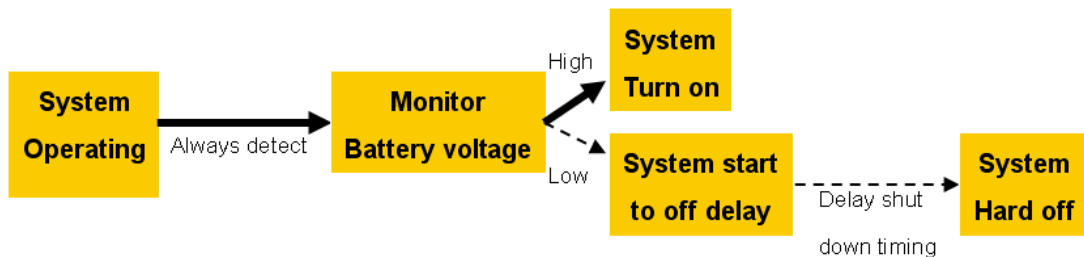 System
Operating
Always detect
Monitor
Battery voltage
High
System
Turn on
Low
System start
to off delay
Delay shut
down timing
System
Hard off